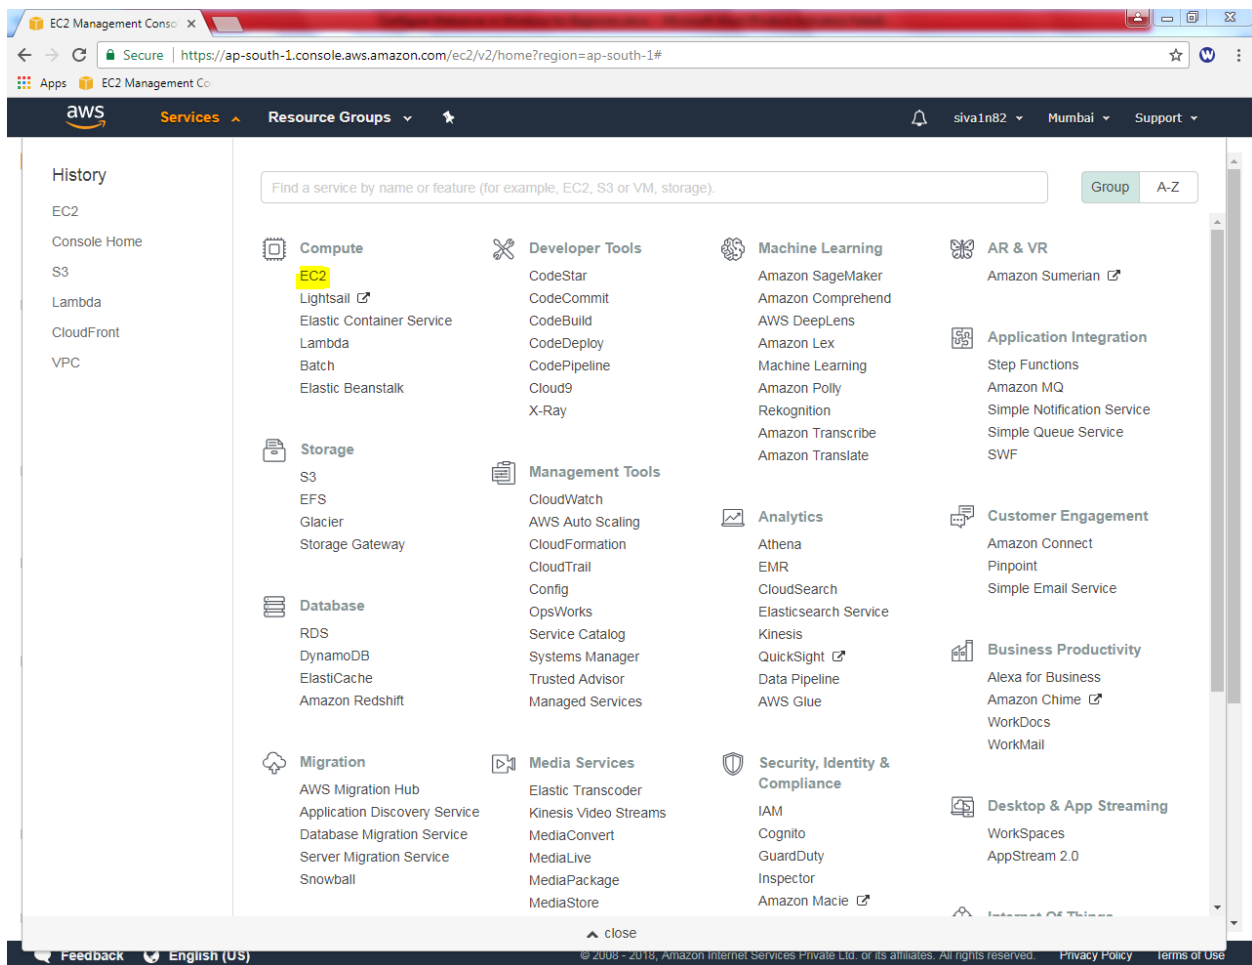 EC2 Management Conso
Secure | https://ap-south-1.console.aws.amazon.com/ec2/v2/home?region=ap-south-1#
Apps EC2 Management Co
aws Services Resource Groups siva1n82 Mumbai Support
History
EC2
Console Home
S3
Lambda
CloudFront
VPC
Find a service by name or feature (for example, EC2, S3 or VM, storage).
Group A-Z
Compute
EC2
Lightsail
Elastic Container Service
Lambda
Batch
Elastic Beanstalk
Storage
S3
EFS
Glacier
Storage Gateway
Database
RDS
DynamoDB
ElastiCache
Amazon Redshift
Migration
AWS Migration Hub
Application Discovery Service
Database Migration Service
Server Migration Service
Snowball
Developer Tools
CodeStar
CodeCommit
CodeBuild
CodeDeploy
CodePipeline
Cloud9
X-Ray
Management Tools
CloudWatch
AWS Auto Scaling
CloudFormation
CloudTrail
Config
OpsWorks
Service Catalog
Systems Manager
Trusted Advisor
Managed Services
Media Services
Elastic Transcoder
Kinesis Video Streams
MediaConvert
MediaLive
MediaPackage
MediaStore
Machine Learning
Amazon SageMaker
Amazon Comprehend
AWS DeepLens
Amazon Lex
Machine Learning
Amazon Polly
Rekognition
Amazon Transcribe
Amazon Translate
Analytics
Athena
EMR
CloudSearch
Elasticsearch Service
Kinesis
QuickSight
Data Pipeline
AWS Glue
Security, Identity &
Compliance
IAM
Cognito
GuardDuty
Inspector
Amazon Macie
AR & VR
Amazon Sumerian
Application Integration
Step Functions
Amazon MQ
Simple Notification Service
Simple Queue Service
SWF
Customer Engagement
Amazon Connect
Pinpoint
Simple Email Service
Business Productivity
Alexa for Business
Amazon Chime
WorkDocs
WorkMail
Desktop & App Streaming
WorkSpaces
AppStream 2.0
Internet Of Things
close
Feedback English (US) © 2008 - 2018, Amazon Internet Services Private Ltd. or its affiliates. All rights reserved. Privacy Policy Terms of Use